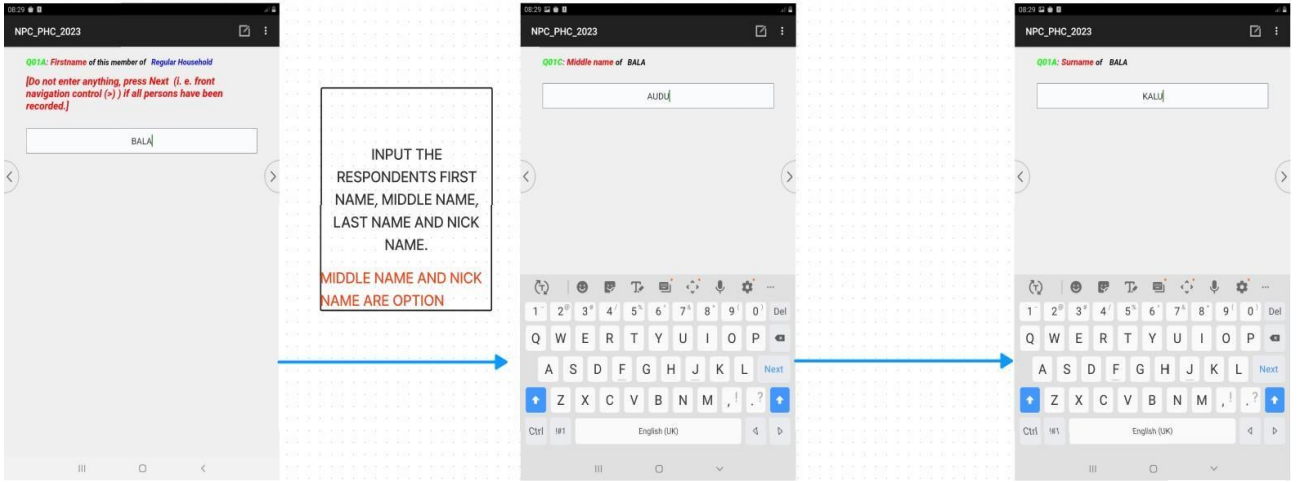 08:29
NPC_PHC_2023
Q01A: Firstname of this member of Regular Household
[Do not enter anything, press Next (i. e. front
navigation control (>) ) if all persons have been
recorded.]
BALA
INPUT THE
RESPONDENTS FIRST
NAME, MIDDLE NAME,
LAST NAME AND NICK
NAME.
MIDDLE NAME AND NICK
NAME ARE OPTION
08:29
NPC_PHC_2023
Q01C: Middle name of BALA
AUDU
1 2 3 4 5 6 7 8 9 0 Del
Q W E R T Y U I O P
A S D F G H J K L Next
Z X C V B N M , ! . ?
Ctrl !#1 English (UK)
08:29
NPC_PHC_2023
Q01A: Surname of BALA
KALU
1 2 3 4 5 6 7 8 9 0 Del
Q W E R T Y U I O P
A S D F G H J K L Next
Z X C V B N M , ! . ?
Ctrl !#1 English (UK)